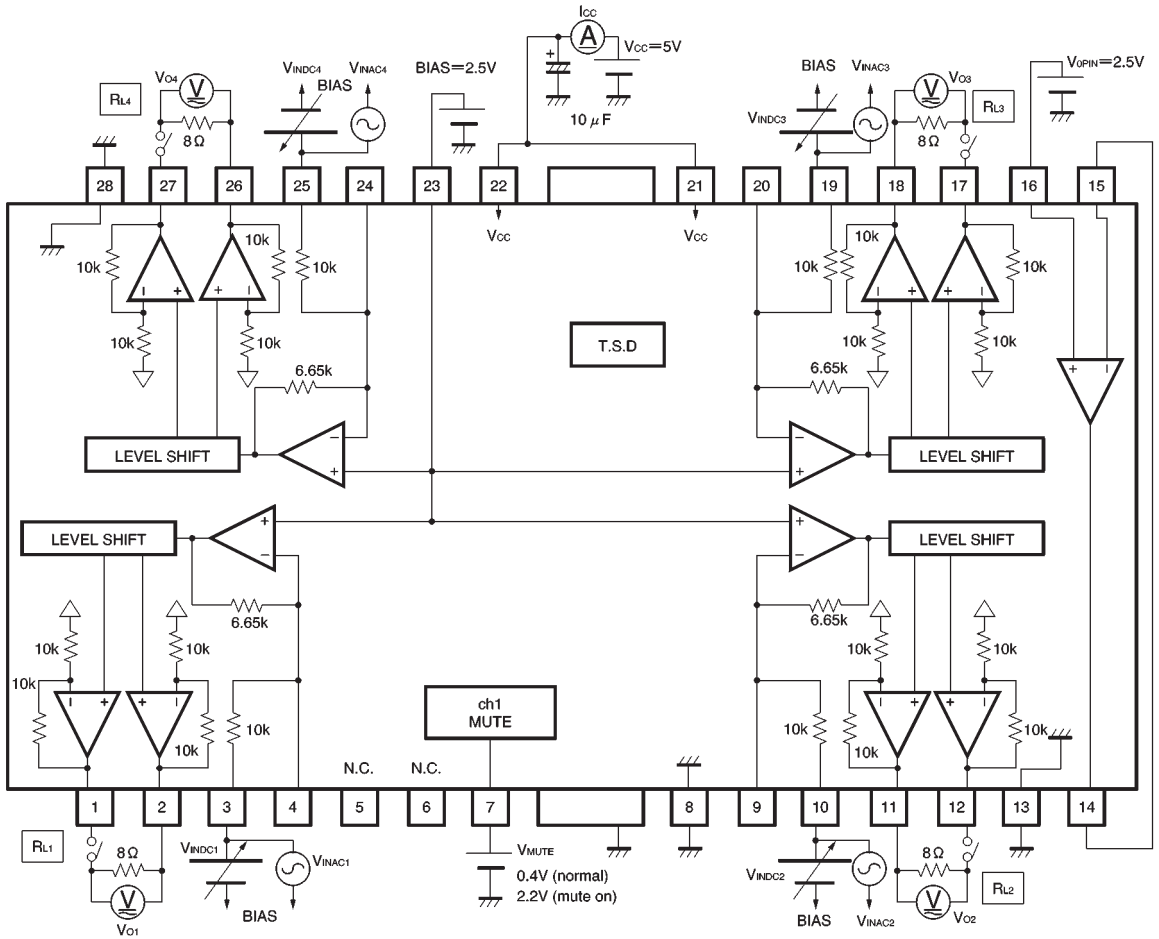 ICC
A
VCC=5V
10 μF
VO4
V
RL4
8Ω
VINDC4
VINAC4
BIAS
BIAS=2.5V
BIAS
VINAC3
VINDC3
V
VO3
RL3
8Ω
VOPIN=2.5V
28
27
26
25
24
23
22
21
20
19
18
17
16
15
VCC
VCC
10k
10k
10k
10k
10k
10k
10k
10k
10k
10k
T.S.D
6.65k
6.65k
LEVEL SHIFT
LEVEL SHIFT
LEVEL SHIFT
LEVEL SHIFT
6.65k
6.65k
10k
10k
10k
10k
10k
ch1
MUTE
10k
10k
10k
10k
10k
N.C.
N.C.
1
2
3
4
5
6
7
8
9
10
11
12
13
14
RL1
8Ω
V
VO1
VINDC1
VINAC1
BIAS
VMUTE
0.4V (normal)
2.2V (mute on)
VINDC2
BIAS
VINAC2
8Ω
V
VO2
RL2